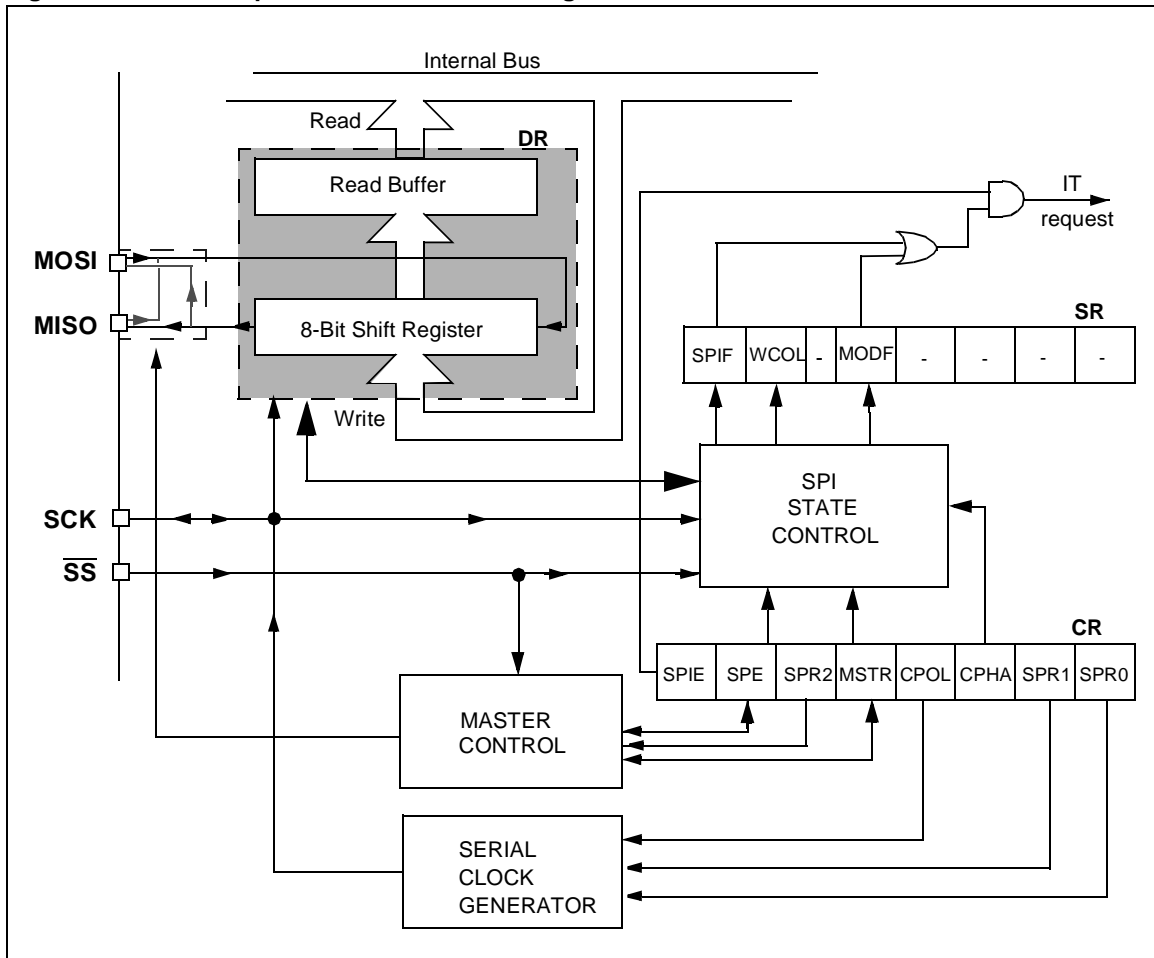 Internal Bus
Read
DR
Read Buffer
IT
request
MOSI
MISO
8-Bit Shift Register
SR
SPIF WCOL - MODF - - - -
Write
SPI
STATE
CONTROL
SCK
SS
CR
SPIE SPE SPR2 MSTR CPOL CPHA SPR1 SPR0
MASTER
CONTROL
SERIAL
CLOCK
GENERATOR